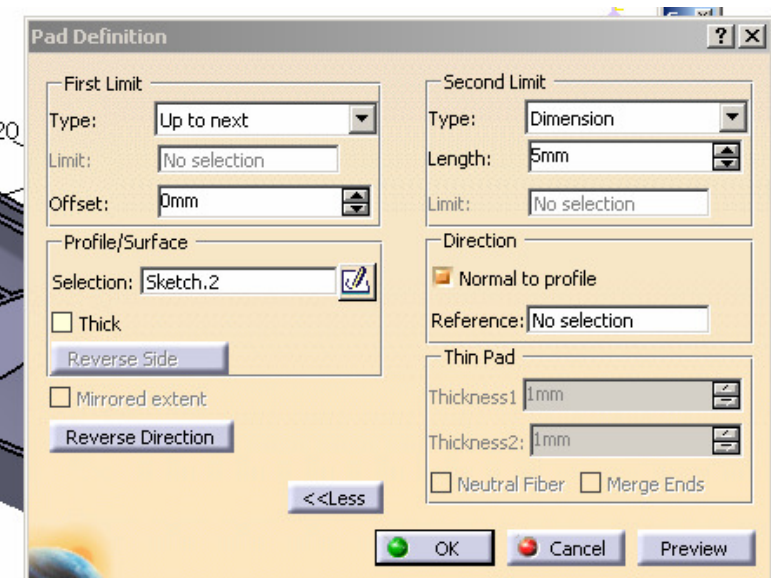 Pad Definition
First Limit
Type: Up to next
Limit: No selection
Offset: 0mm
Profile/Surface
Selection: Sketch.2
Thick
Reverse Side
Mirrored extent
Reverse Direction
<<Less
Second Limit
Type: Dimension
Length: 5mm
Limit: No selection
Direction
Normal to profile
Reference: No selection
Thin Pad
Thickness1 1mm
Thickness2: 1mm
Neutral Fiber Merge Ends
OK Cancel Preview